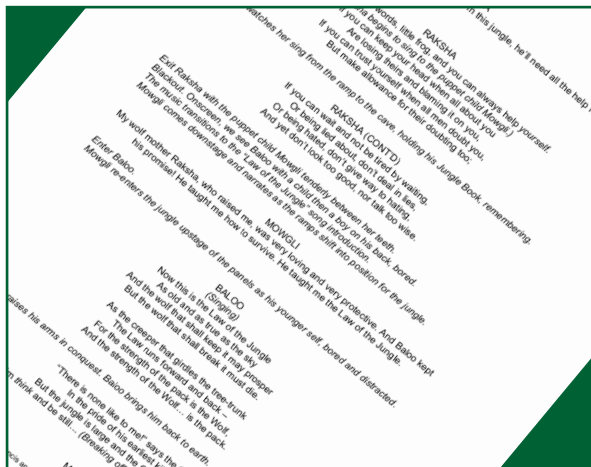 this jungle, he'll need all the help
RAKSHA
words, little frog, and you can always help yourself.
begins to sing to the puppet child Mowgli.)
If you can keep your head when all about you
Are losing theirs and blaming it on you,
If you can trust yourself when all men doubt you,
But make allowance for their doubting too:
watches her sing from the ramp to the cave, holding his Jungle Book, remembering.
RAKSHA (CONT'D)
If you can wait and not be tired by waiting,
Or being lied about, don't deal in lies,
Or being hated, don't give way to hating,
And yet don't look too good, nor talk too wise.
Exit Raksha with the puppet child Mowgli tenderly between her teeth.
Blackout. Onscreen, we see Baloo with a child then a boy on his back, bored.
The music transitions to the "Law of the Jungle" song introduction.
Mowgli comes downstage and narrates as the ramps shift into position for the jungle.
MOWGLI
My wolf mother Raksha, who raised me, was very loving and very protective. And Baloo kept
his promise! He taught me how to survive. He taught me the Law of the Jungle.
Enter Baloo.
Mowgli re-enters the jungle upstage of the panels as his younger self, bored and distracted.
BALOO
(Singing)
Now this is the Law of the Jungle
As old and as true as the sky
And the wolf that shall keep it may prosper
But the wolf that shall break it must die.
As the creeper that girdles the tree-trunk
The Law runs forward and back -
For the strength of the pack is the Wolf,
And the strength of the Wolf... is the pack.
raises his arms in conquest. Baloo brings him back to earth.
"There is none like to me!" says the
In the pride of his earliest
But the jungle is large and the
think and be still... (Breaking